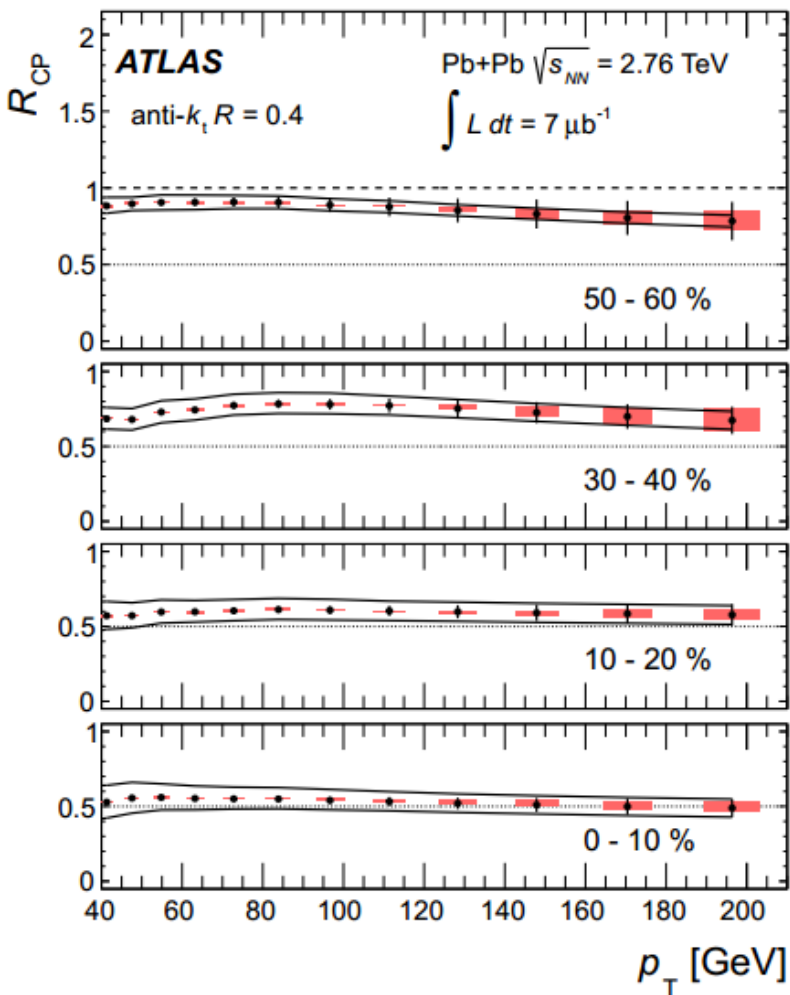 2
ATLAS
Pb+Pb √s_NN = 2.76 TeV
R_CP
anti-k_t R = 0.4
∫ L dt = 7 μb⁻¹
1.5
1
0.5
50 - 60 %
0
1
0.5
30 - 40 %
0
1
0.5
10 - 20 %
0
1
0.5
0 - 10 %
0
40 60 80 100 120 140 160 180 200
p_T [GeV]